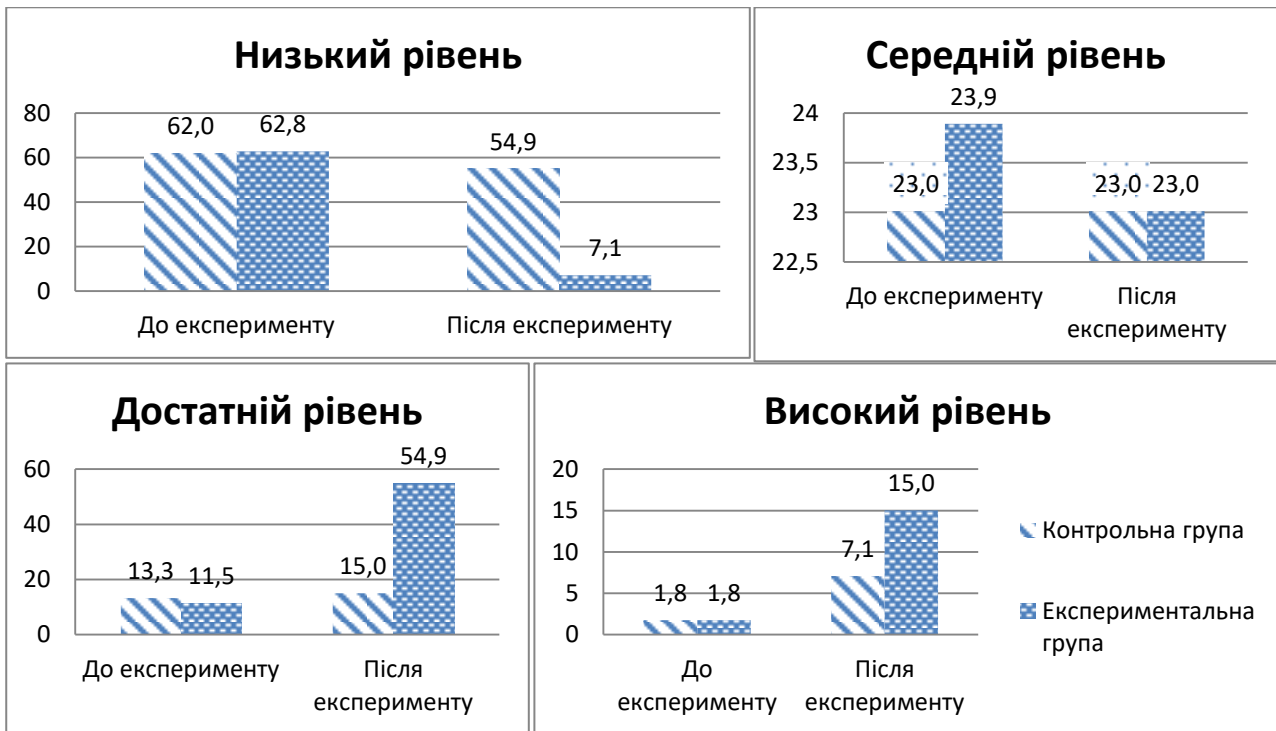 Низький рівень
80
60
40
20
0
62,0 62,8
54,9
7,1
До експерименту Після експерименту
Середній рівень
24
23,5
23
22,5
23,9
23,0 23,0 23,0
До експерименту Після
експерименту
Достатній рівень
60
40
20
0
54,9
13,3 11,5 15,0
До експерименту Після
експерименту
Високий рівень
20
15
10
5
0
15,0
7,1
1,8 1,8
До
експерименту
Після
експерименту
Контрольна група
Експериментальна
група